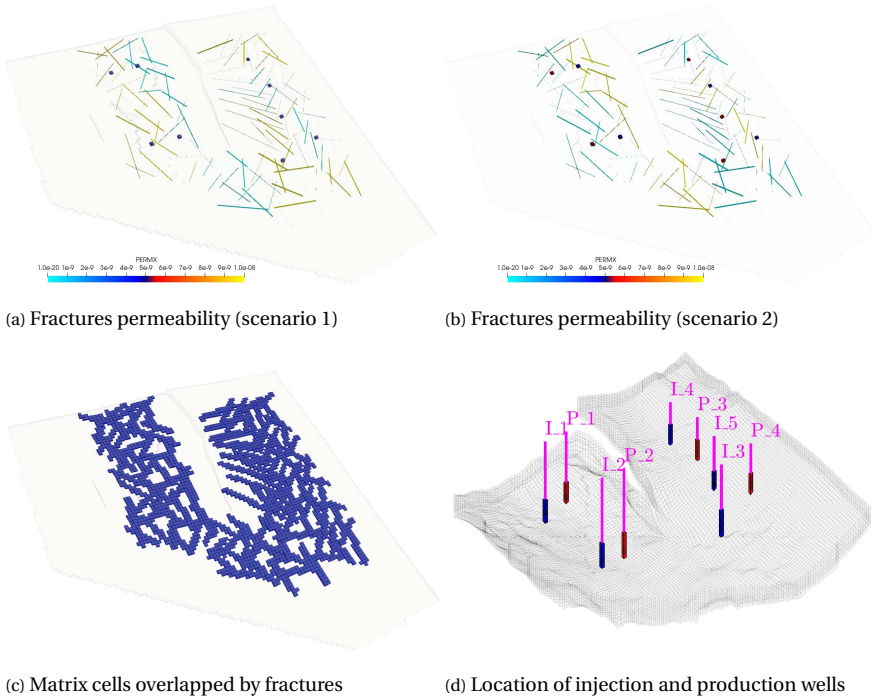 PERMX
1.0e-20 1e-9 2e-9 3e-9 4e-9 5e-9 6e-9 7e-9 8e-9 9e-9 1.0e-08
(a) Fractures permeability (scenario 1)
PERMX
1.0e-20 1e-9 2e-9 3e-9 4e-9 5e-9 6e-9 7e-9 8e-9 9e-9 1.0e-08
(b) Fractures permeability (scenario 2)
(c) Matrix cells overlapped by fractures
I_4
P_3
I_1
P_1
I_5
P_4
I_2
P_2
I_3
(d) Location of injection and production wells